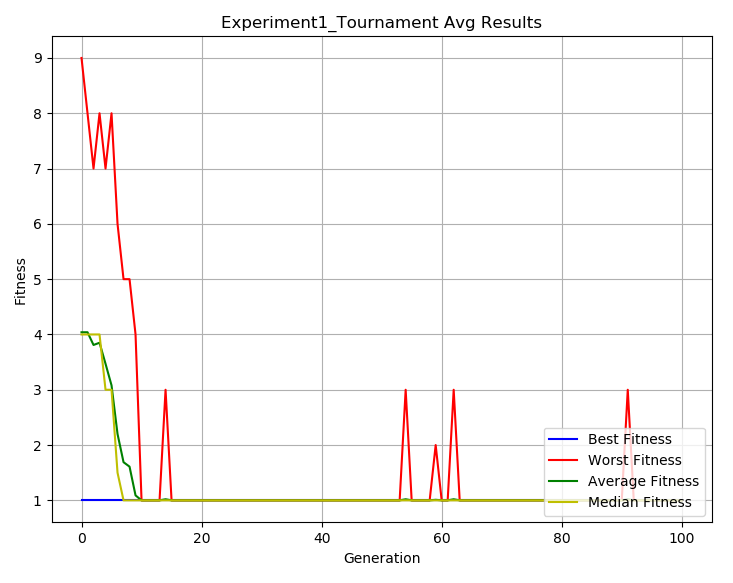 Experiment1_Tournament Avg Results
9
8
7
6
5
4
3
2
1
Fitness
0 20 40 60 80 100
Generation
Best Fitness
Worst Fitness
Average Fitness
Median Fitness